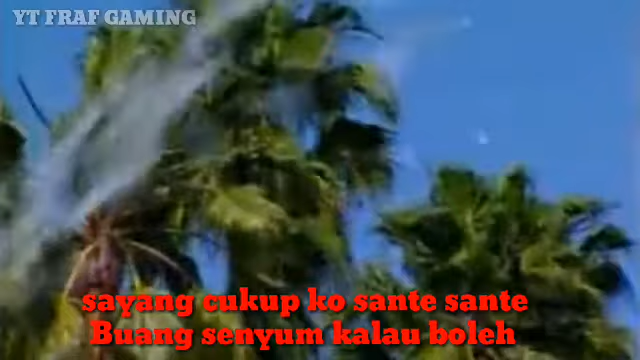 YT FRAF GAMING
sayang cukup ko sante sante
Buang senyum kalau boleh